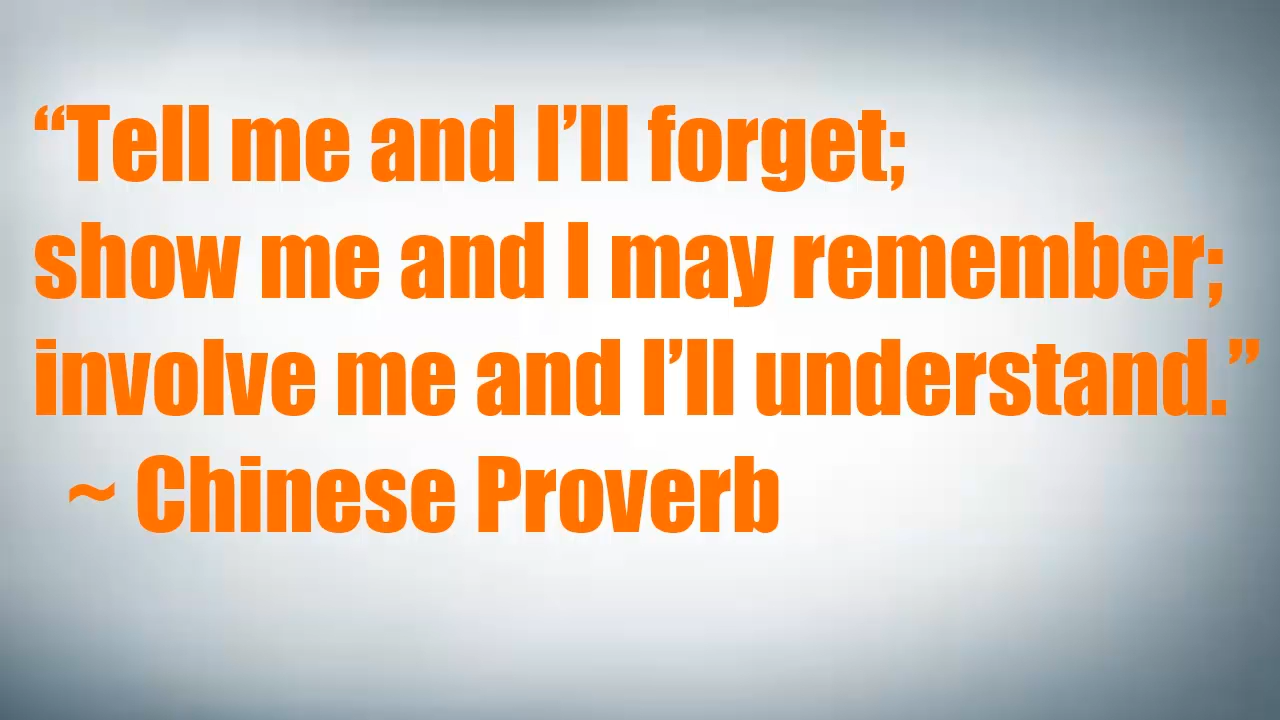 “Tell me and I’ll forget;
show me and I may remember;
involve me and I’ll understand.”
~ Chinese Proverb